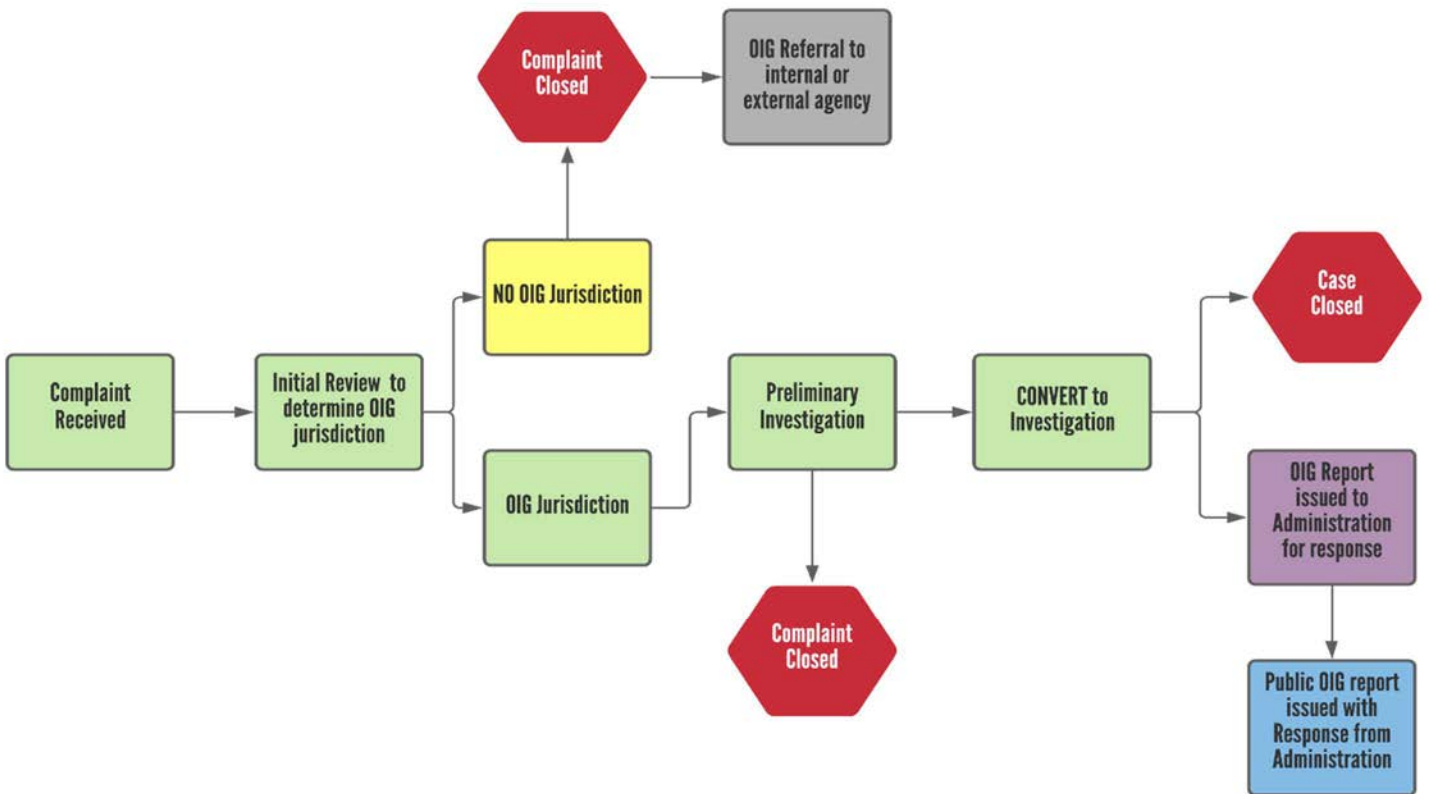 Complaint
Closed
OIG Referral to
internal or
external agency
NO OIG Jurisdiction
Case
Closed
Complaint
Received
Initial Review to
determine OIG
jurisdiction
Preliminary
Investigation
CONVERT to
Investigation
OIG Jurisdiction
OIG Report
issued to
Administration
for response
Complaint
Closed
Public OIG report
issued with
Response from
Administration